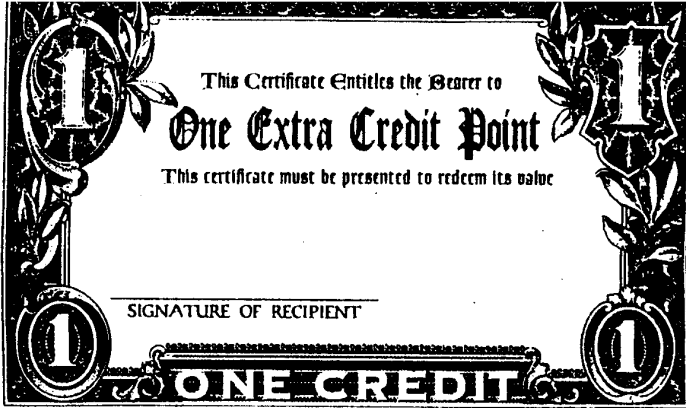 1 1
This Certificate Entitles the Bearer to
One Extra Credit Point
This certificate must be presented to redeem its value
SIGNATURE OF RECIPIENT
1 1
ONE CREDIT